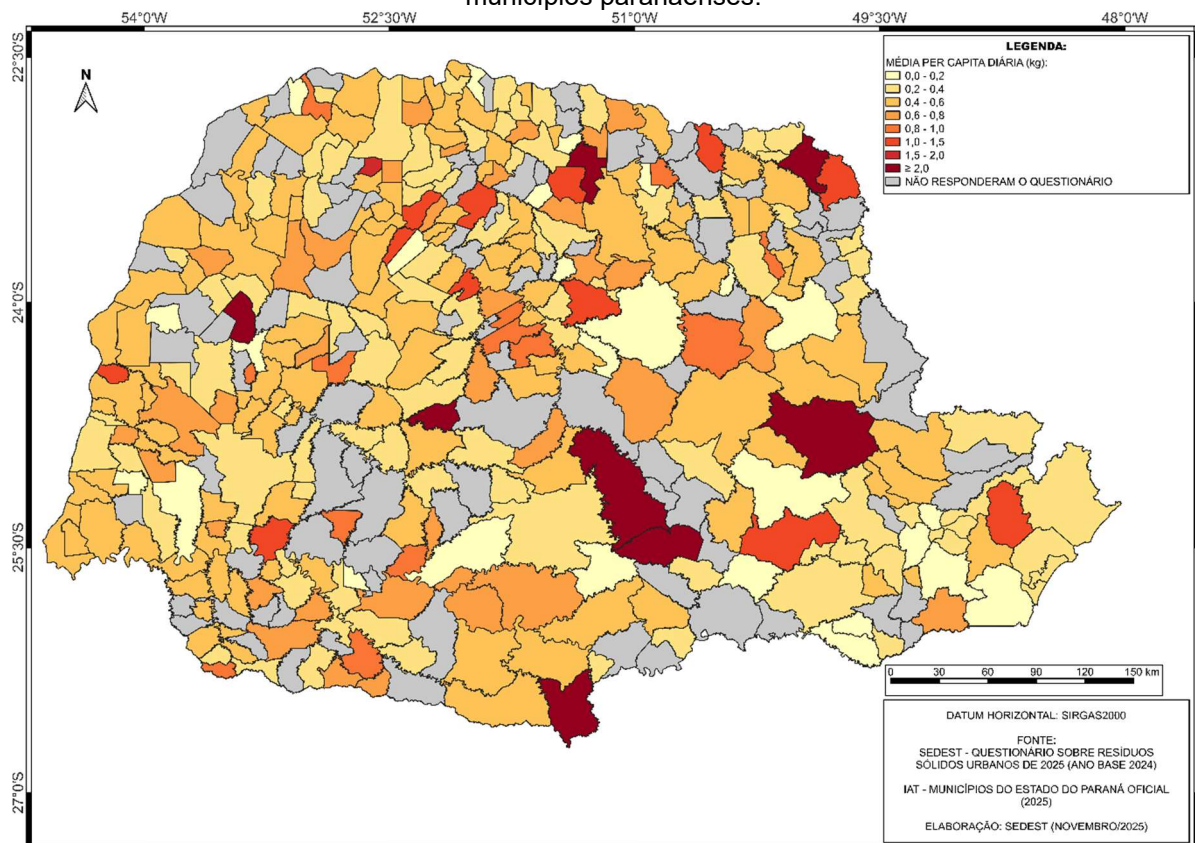 municípios paranaenses.
54°0'W 52°30'W 51°0'W 49°30'W 48°0'W
22°30'S
24°0'S
25°30'S
27°0'S
N
LEGENDA:
MÉDIA PER CAPITA DIÁRIA (kg):
0,0 - 0,2
0,2 - 0,4
0,4 - 0,6
0,6 - 0,8
0,8 - 1,0
1,0 - 1,5
1,5 - 2,0
≥ 2,0
NÃO RESPONDERAM O QUESTIONÁRIO
0 30 60 90 120 150 km
DATUM HORIZONTAL: SIRGAS2000
FONTE:
SEDEST - QUESTIONÁRIO SOBRE RESÍDUOS
SÓLIDOS URBANOS DE 2025 (ANO BASE 2024)
IAT - MUNICÍPIOS DO ESTADO DO PARANÁ OFICIAL
(2025)
ELABORAÇÃO: SEDEST (NOVEMBRO/2025)